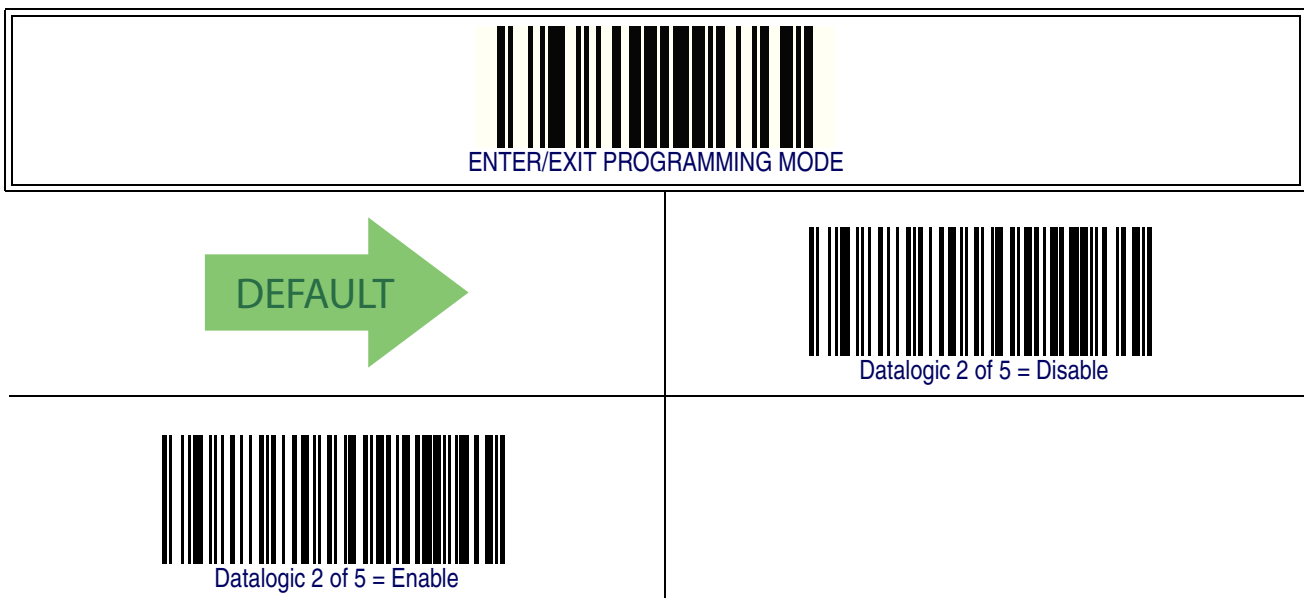 ENTER/EXIT PROGRAMMING MODE
DEFAULT
Datalogic 2 of 5 = Disable
Datalogic 2 of 5 = Enable